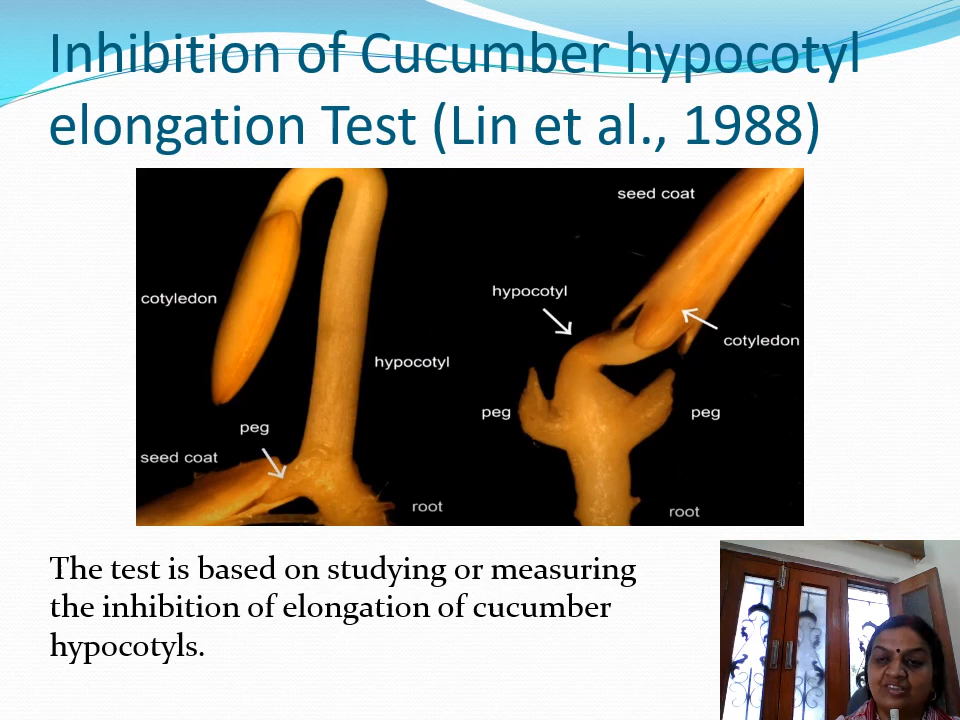 Inhibition of Cucumber hypocotyl
elongation Test (Lin et al., 1988)
seed coat
hypocotyl
cotyledon
cotyledon
hypocotyl
peg
peg
peg
seed coat
root
root
The test is based on studying or measuring
the inhibition of elongation of cucumber
hypocotyls.